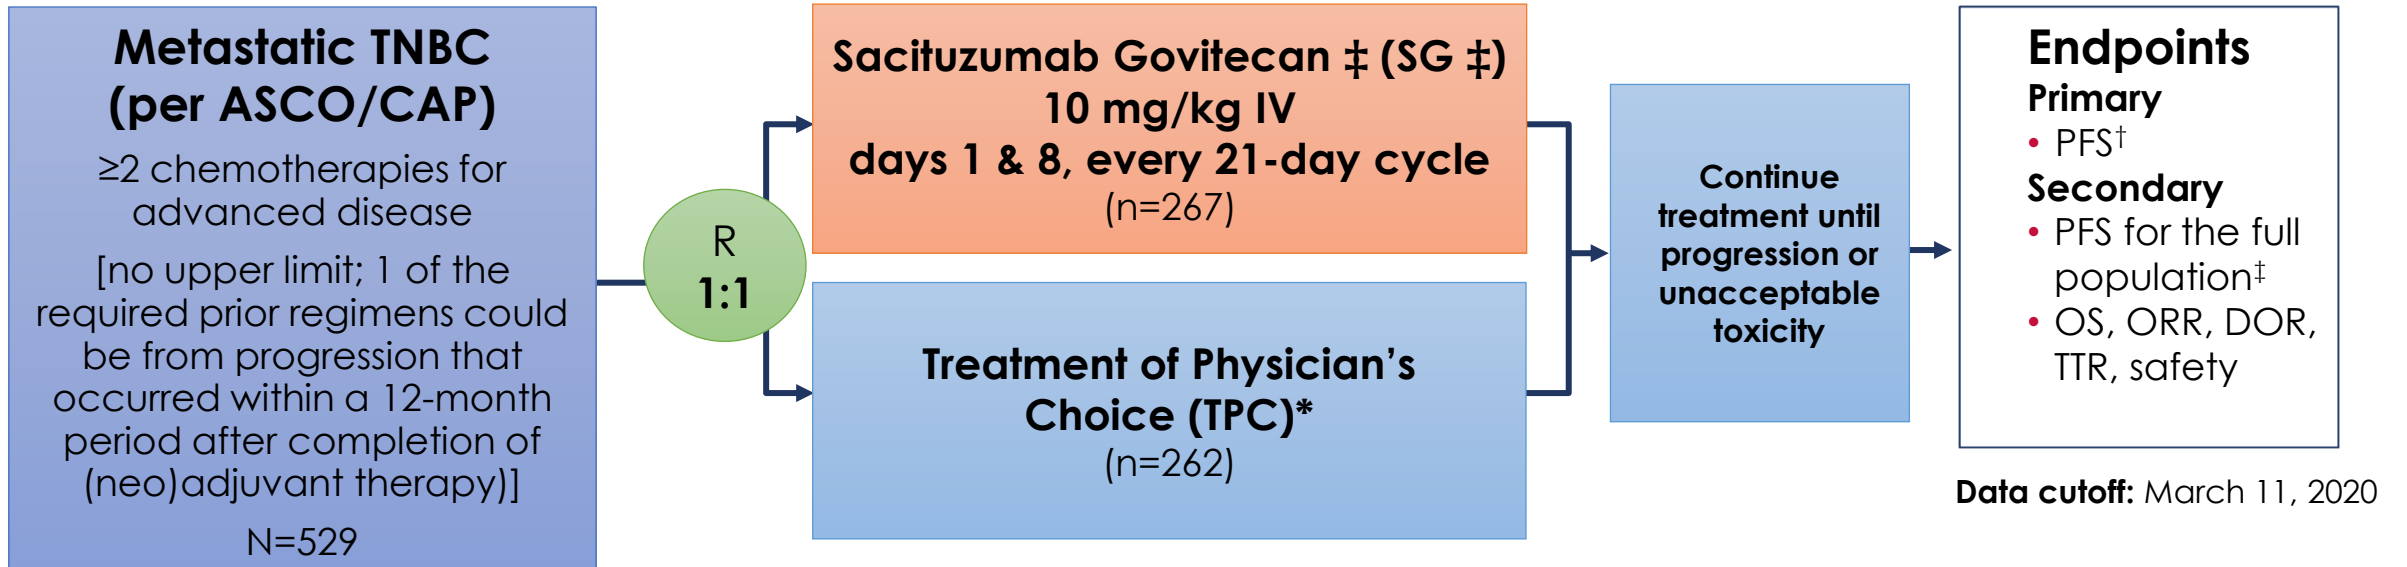 Metastatic TNBC
(per ASCO/CAP)
≥2 chemotherapies for
advanced disease
[no upper limit; 1 of the
required prior regimens could
be from progression that
occurred within a 12-month
period after completion of
(neo)adjuvant therapy)]
N=529
R
1:1
Sacituzumab Govitecan ‡ (SG ‡)
10 mg/kg IV
days 1 & 8, every 21-day cycle
(n=267)
Treatment of Physician’s
Choice (TPC)*
(n=262)
Continue
treatment until
progression or
unacceptable
toxicity
Endpoints
Primary
• PFS†
Secondary
• PFS for the full
population‡
• OS, ORR, DOR,
TTR, safety
Data cutoff: March 11, 2020